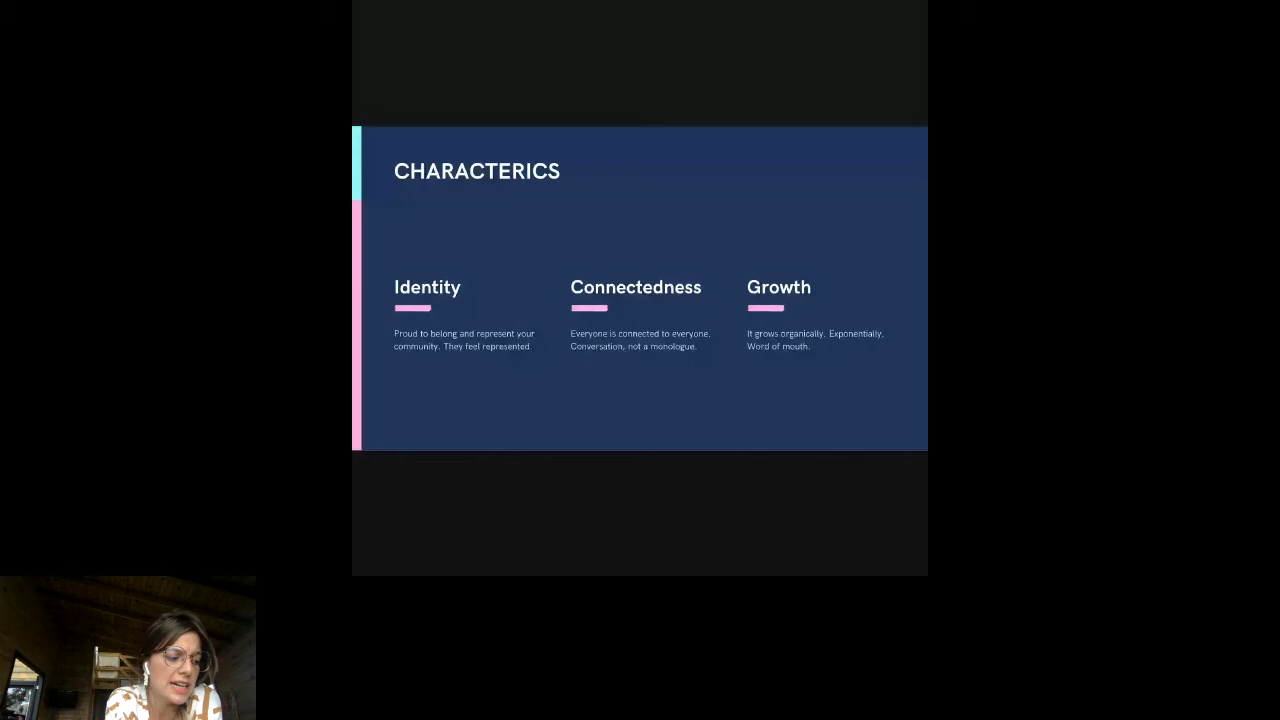 CHARACTERICS
Identity
Proud to belong and represent your
community. They feel represented
Connectedness
Everyone is connected to everyone.
Conversation, not a monologue.
Growth
It grows organically. Exponentially.
Word of mouth.